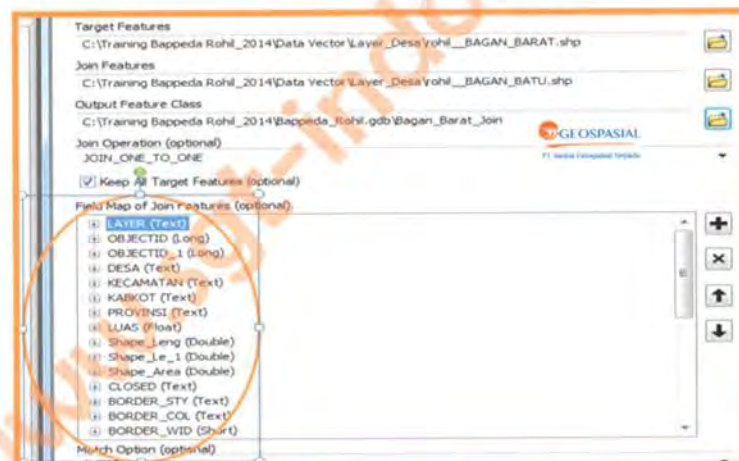 Target Features
C:\Training Bappeda Rohil_2014\Data Vector\Layer_Desa\rohil__BAGAN_BARAT.shp
Join Features
C:\Training Bappeda Rohil_2014\Data Vector\Layer_Desa\rohil__BAGAN_BATU.shp
Output Feature Class
C:\Training Bappeda Rohil_2014\Bappeda_Rohil.gdb\Bagan_Barat_Join
GEOSPASIAL
Join Operation (optional)
JOIN_ONE_TO_ONE
Keep All Target Features (optional)
Field Map of Join Features (optional)
LAYER (Text)
OBJECTID (Long)
OBJECTID_1 (Long)
DESA (Text)
KECAMATAN (Text)
KABKOT (Text)
PROVINSI (Text)
LUAS (Float)
Shape_Leng (Double)
Shape_Le_1 (Double)
Shape_Area (Double)
CLOSED (Text)
BORDER_STY (Text)
BORDER_COL (Text)
BORDER_WID (Short)
Match Option (optional)